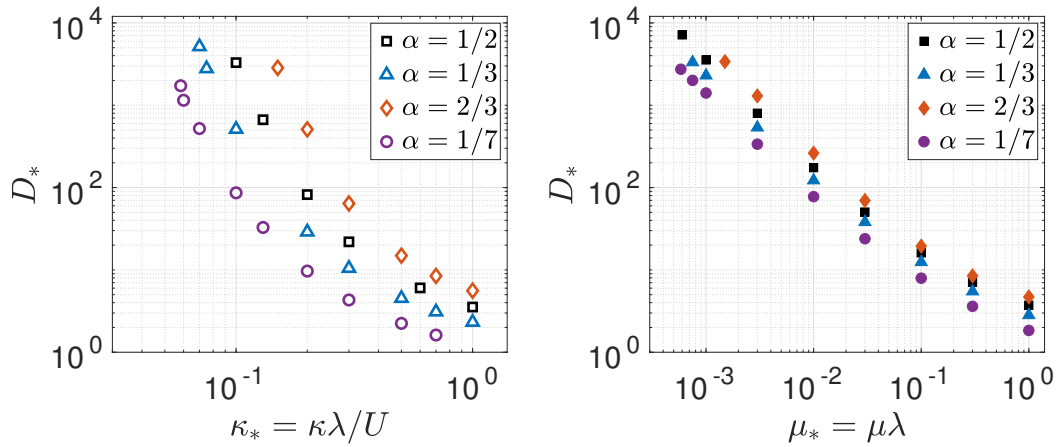 10^4
10^2
10^0
D_*
α = 1/2
α = 1/3
α = 2/3
α = 1/7
10^{-1}
10^0
κ_* = κλ/U
10^4
10^2
10^0
D_*
α = 1/2
α = 1/3
α = 2/3
α = 1/7
10^{-3}
10^{-2}
10^{-1}
10^0
μ_* = μλ